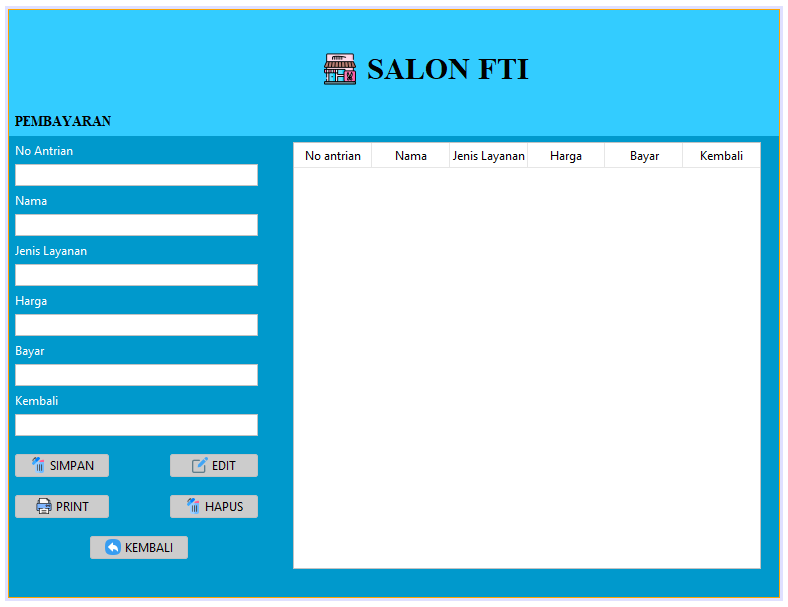 SALON FTI
PEMBAYARAN
No Antrian
Nama
Jenis Layanan
Harga
Bayar
Kembali
SIMPAN EDIT
PRINT HAPUS
KEMBALI
No antrian Nama Jenis Layanan Harga Bayar Kembali